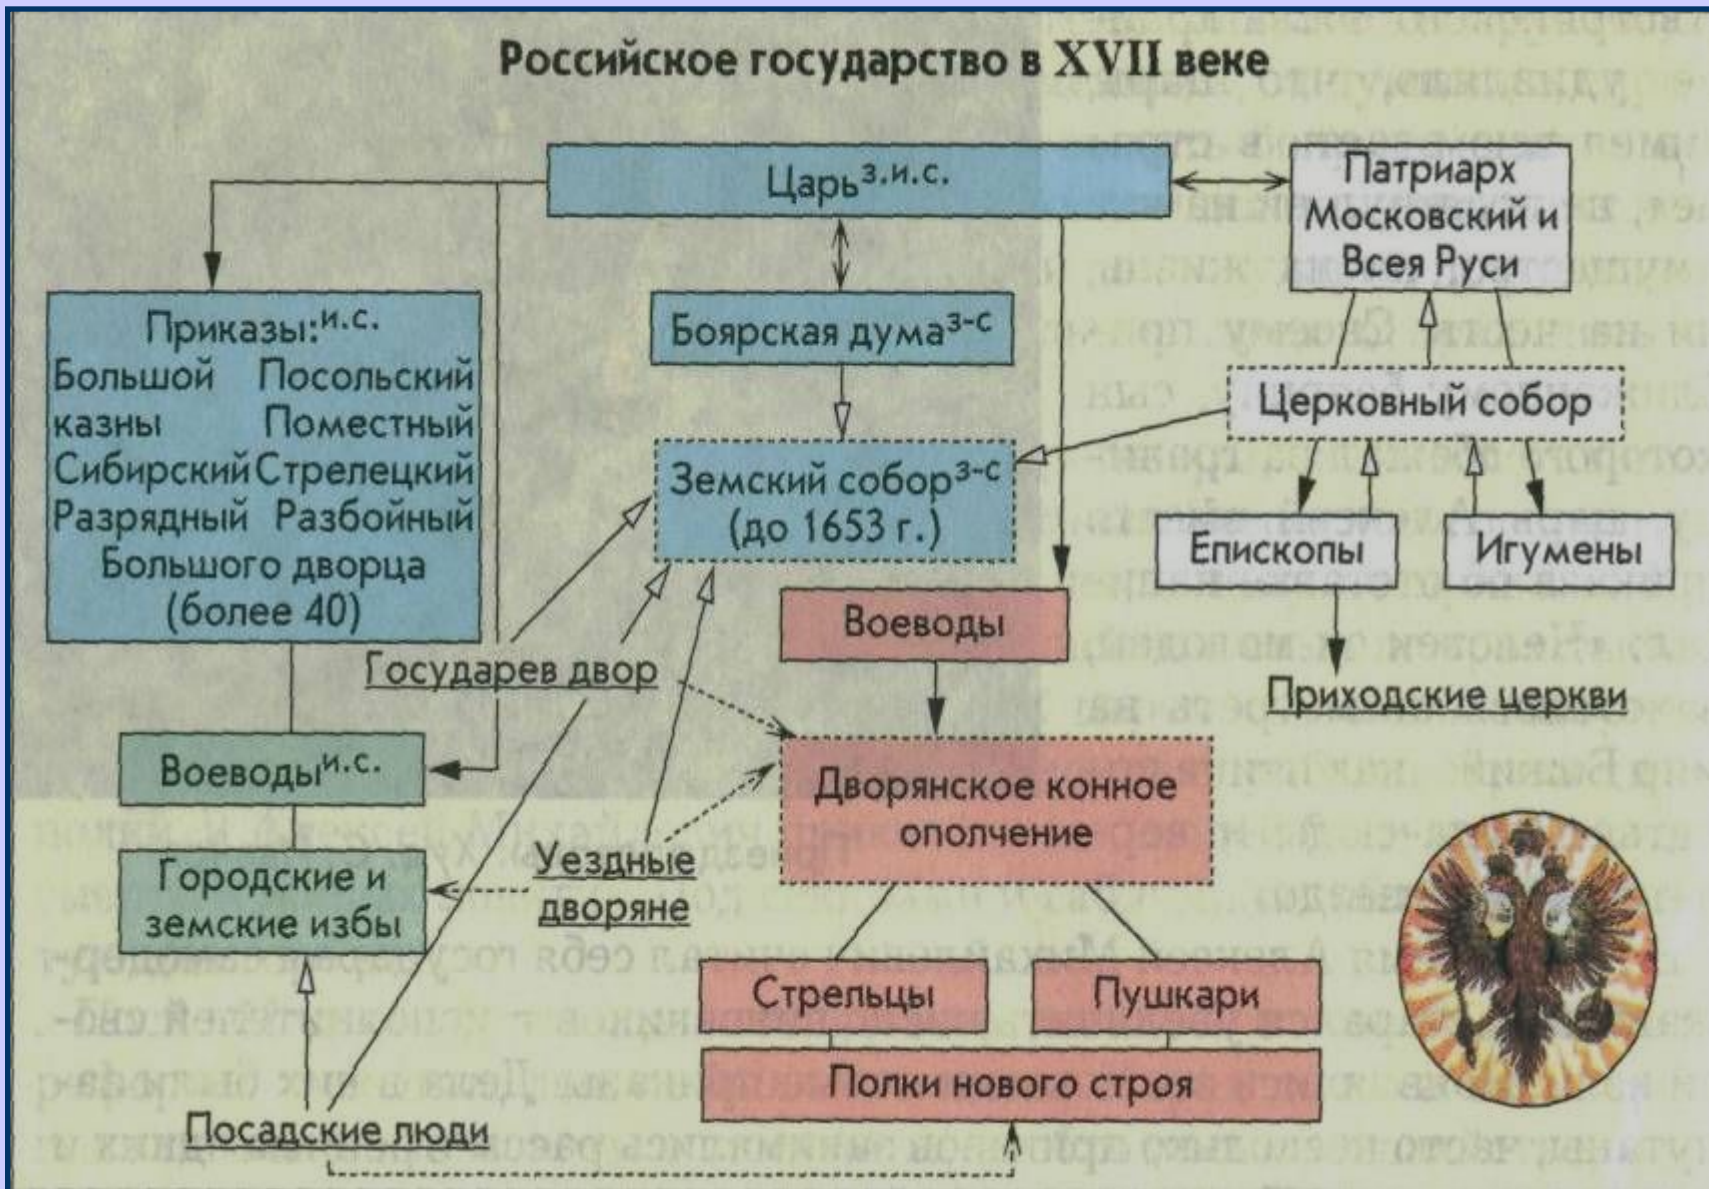 Российское государство в XVII веке
Царь з.и.с.
Патриарх
Московский и
Всея Руси
Приказы: и.с.
Большой Посольский
казны Поместный
Сибирский Стрелецкий
Разрядный Разбойный
Большого дворца
(более 40)
Боярская дума з-с
Церковный собор
Земский собор з-с
(до 1653 г.)
Епископы
Игумены
Воеводы
Государев двор
Приходские церкви
Воеводы и.с.
Дворянское конное
ополчение
Уездные
дворяне
Городские и
земские избы
Стрельцы
Пушкари
Полки нового строя
Посадские люди